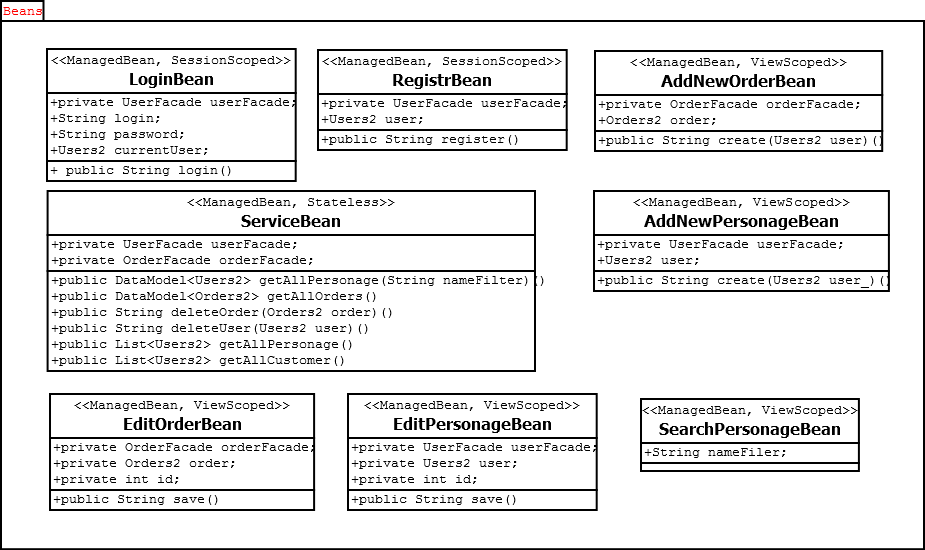 Beans
<<ManagedBean, SessionScoped>>
LoginBean
+private UserFacade userFacade;
+String login;
+String password;
+Users2 currentUser;
+ public String login()
<<ManagedBean, SessionScoped>>
RegistrBean
+private UserFacade userFacade;
+Users2 user;
+public String register()
<<ManagedBean, ViewScoped>>
AddNewOrderBean
+private OrderFacade orderFacade;
+Orders2 order;
+public String create(Users2 user)()
<<ManagedBean, Stateless>>
ServiceBean
+private UserFacade userFacade;
+private OrderFacade orderFacade;
+public DataModel<Users2> getAllPersonage(String nameFilter)()
+public DataModel<Orders2> getAllOrders()
+public String deleteOrder(Orders2 order)()
+public String deleteUser(Users2 user)()
+public List<Users2> getAllPersonage()
+public List<Users2> getAllCustomer()
<<ManagedBean, ViewScoped>>
AddNewPersonageBean
+private UserFacade userFacade;
+Users2 user;
+public String create(Users2 user_)()
<<ManagedBean, ViewScoped>>
EditOrderBean
+private OrderFacade orderFacade;
+private Orders2 order;
+private int id;
+public String save()
<<ManagedBean, ViewScoped>>
EditPersonageBean
+private UserFacade userFacade;
+private Users2 user;
+private int id;
+public String save()
<<ManagedBean, ViewScoped>>
SearchPersonageBean
+String nameFiler;